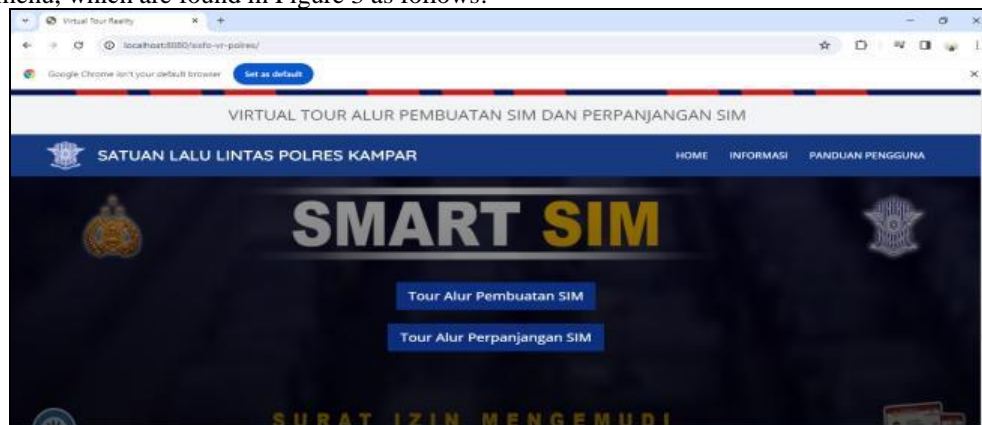 menu, which are found in Figure 5 as follows:
Virtual Tour Reality
localhost:8080/sisfo-vr-polres/
Google Chrome isn't your default browser Set as default
VIRTUAL TOUR ALUR PEMBUATAN SIM DAN PERPANJANGAN SIM
SATUAN LALU LINTAS POLRES KAMPAR HOME INFORMASI PANDUAN PENGGUNA
SMART SIM
Tour Alur Pembuatan SIM
Tour Alur Perpanjangan SIM
SURAT IZIN MENGEMUDI